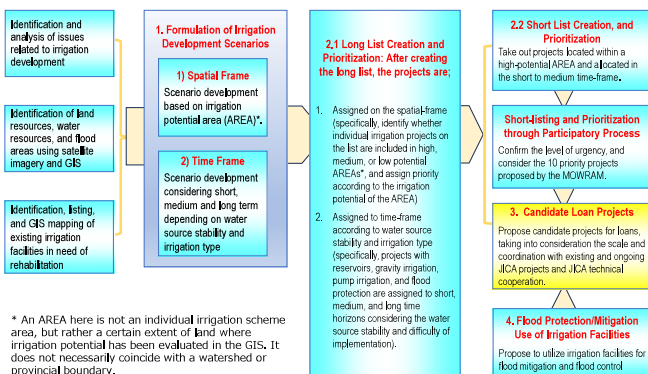 Identification and
analysis of issues
related to irrigation
development
Identification of land
resources, water
resources, and flood
areas using satellite
imagery and GIS
Identification, listing,
and GIS mapping of
existing irrigation
facilities in need of
rehabilitation
1. Formulation of Irrigation
Development Scenarios
1) Spatial Frame
Scenario development
based on irrigation
potential area (AREA)*.
2) Time Frame
Scenario development
considering short,
medium and long term
depending on water
source stability and
irrigation type
2.1 Long List Creation and
Prioritization: After creating
the long list, the projects are;
1. Assigned on the spatial-frame
(specifically, identify whether
individual irrigation projects on
the list are included in high,
medium, or low potential
AREAs*, and assign priority
according to the irrigation
potential of the AREA)
2. Assigned to time-frame
according to water source
stability and irrigation type
(specifically, projects with
reservoirs, gravity irrigation,
pump irrigation, and
flood protection are assigned to short,
medium, and long time
horizons considering the water
source stability and difficulty of
implementation).
2.2 Short List Creation, and
Prioritization
Take out projects located within a
high-potential AREA and a located in
the short to medium time-frame.
Short-listing and Prioritization
through Participatory Process
Confirm the level of urgency, and
consider the 10 priority projects
proposed by the MOWRAM.
3. Candidate Loan Projects
Propose candidate projects for loans,
taking into consideration the scale and
coordination with existing and ongoing
JICA projects and JICA technical
cooperation.
4. Flood Protection/Mitigation
Use of Irrigation Facilities
Propose to utilize irrigation facilities for
flood mitigation and flood control
* An AREA here is not an individual irrigation scheme
area, but rather a certain extent of land where
irrigation potential has been evaluated in the GIS. It
does not necessarily coincide with a watershed or
provincial boundary.